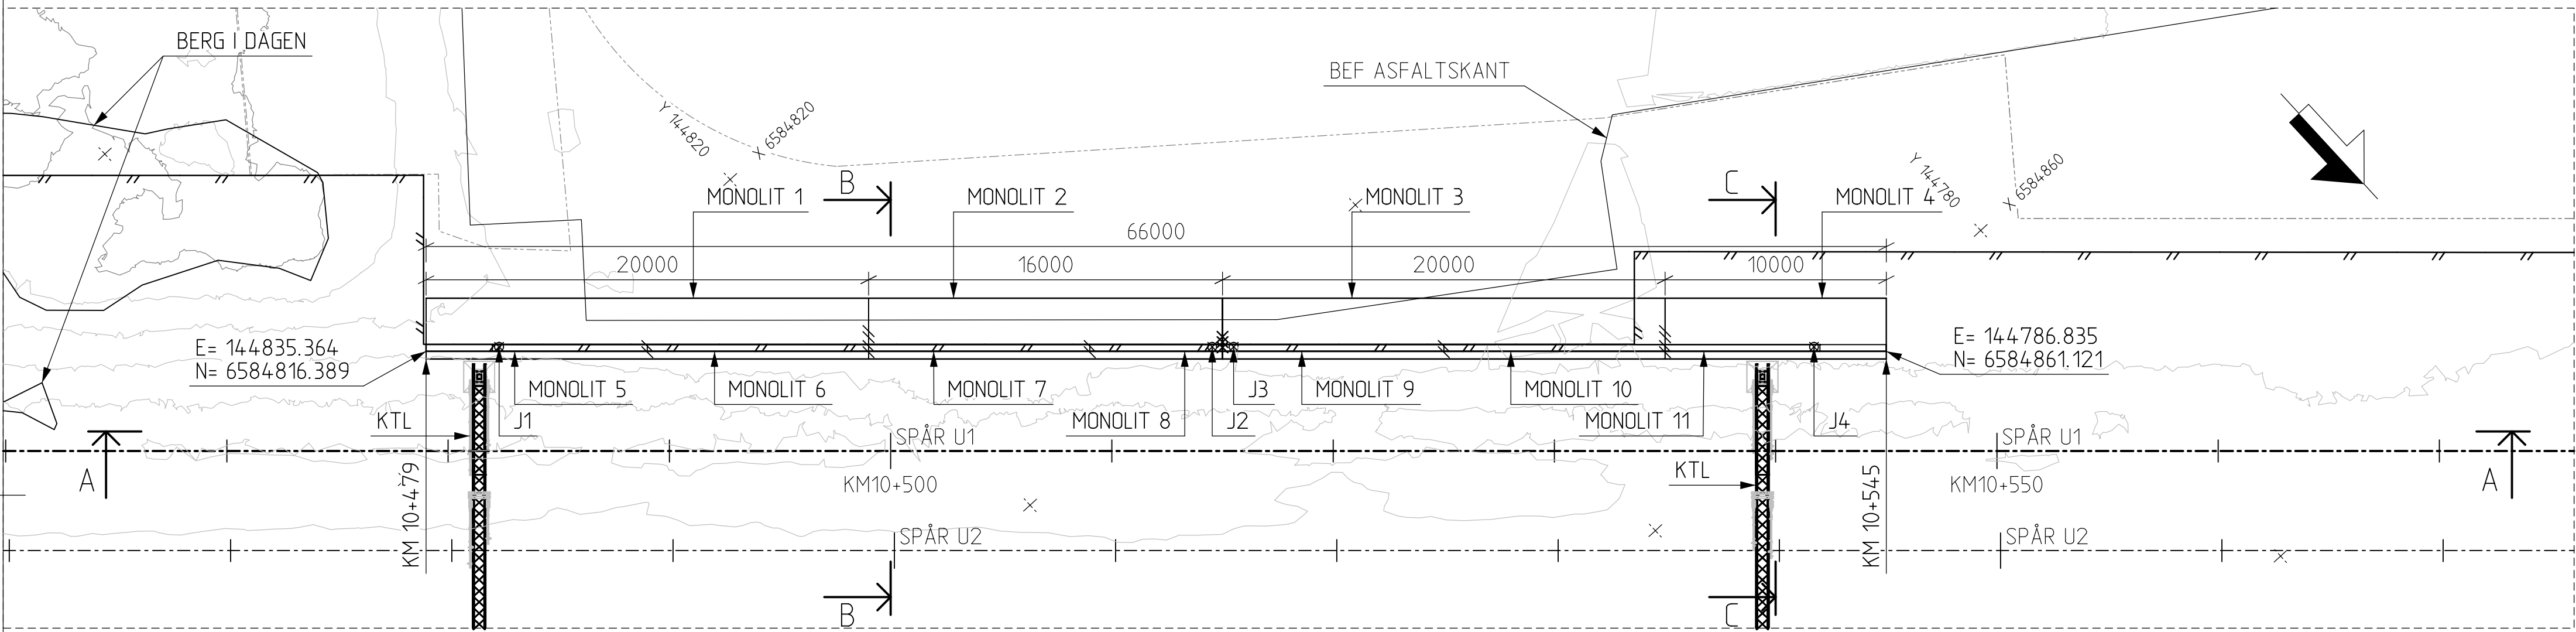 BERG I DAGEN
BEF ASFALTSKANT
Y 144820
X 6584820
Y 144780
X 6584860
MONOLIT 1
B
MONOLIT 2
MONOLIT 3
C
MONOLIT 4
66000
20000
16000
20000
10000
E= 144835.364
N= 6584816.389
E= 144786.835
N= 6584861.121
MONOLIT 5
MONOLIT 6
MONOLIT 7
J3
MONOLIT 9
MONOLIT 10
KTL
J1
MONOLIT 8
J2
MONOLIT 11
J4
SPÅR U1
SPÅR U1
A
KM 10+479
KM10+500
KTL
KM 10+545
KM10+550
A
SPÅR U2
SPÅR U2
B
C